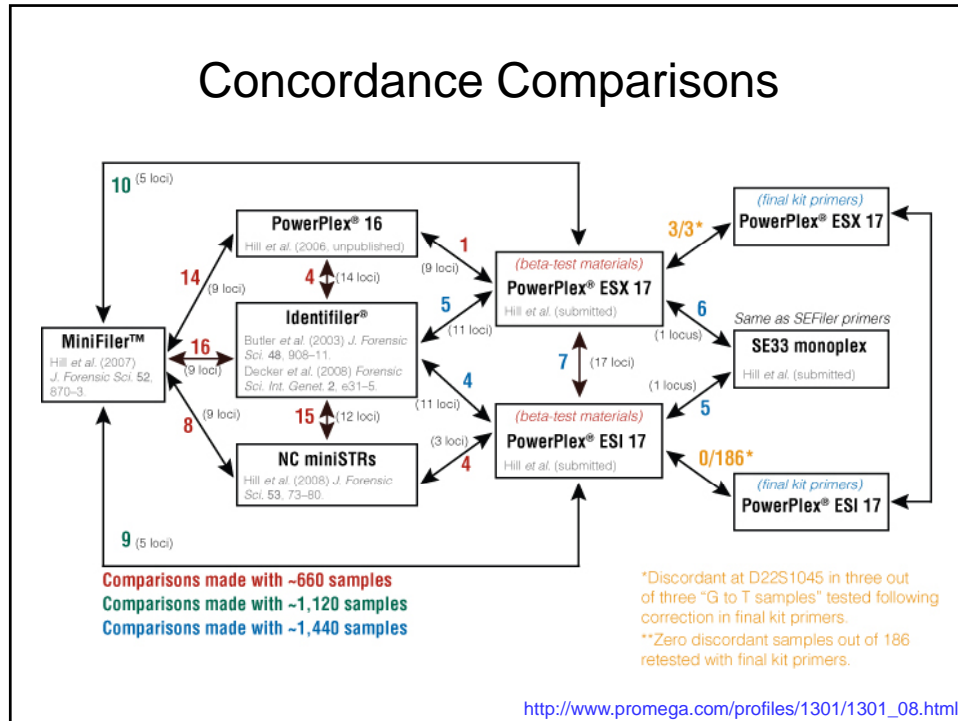 Concordance Comparisons
10 (5 loci)
PowerPlex® 16
Hill et al. (2006, unpublished)
14
(9 loci)
4 (14 loci)
1
(9 loci)
(final kit primers)
PowerPlex® ESX 17
3/3*
(beta-test materials)
PowerPlex® ESX 17
Hill et al. (submitted)
Identifiler®
Butler et al. (2003) J. Forensic
Sci. 48, 908–11.
Decker et al. (2008) Forensic
Sci. Int. Genet. 2, e31–5.
5
(11 loci)
6
(1 locus)
Same as SEFiler primers
SE33 monoplex
Hill et al. (submitted)
MiniFiler™
Hill et al. (2007)
J. Forensic Sci. 52,
870–3.
16
(9 loci)
7 (17 loci)
4
(11 loci)
(1 locus)
5
8
(9 loci)
15 (12 loci)
(3 loci)
4
(beta-test materials)
PowerPlex® ESI 17
Hill et al. (submitted)
NC miniSTRs
Hill et al. (2008) J. Forensic
Sci. 53, 73–80.
0/186*
(final kit primers)
PowerPlex® ESI 17
9 (5 loci)
Comparisons made with ~660 samples
Comparisons made with ~1,120 samples
Comparisons made with ~1,440 samples
*Discordant at D22S1045 in three out
of three “G to T samples” tested following
correction in final kit primers.
**Zero discordant samples out of 186
retested with final kit primers.
http://www.promega.com/profiles/1301/1301_08.html